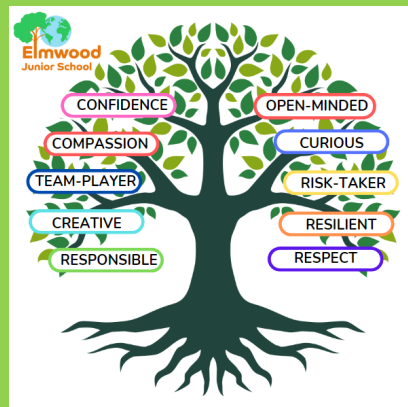 Elmwood
Junior School
CONFIDENCE
COMPASSION
TEAM-PLAYER
CREATIVE
RESPONSIBLE
OPEN-MINDED
CURIOUS
RISK-TAKER
RESILIENT
RESPECT